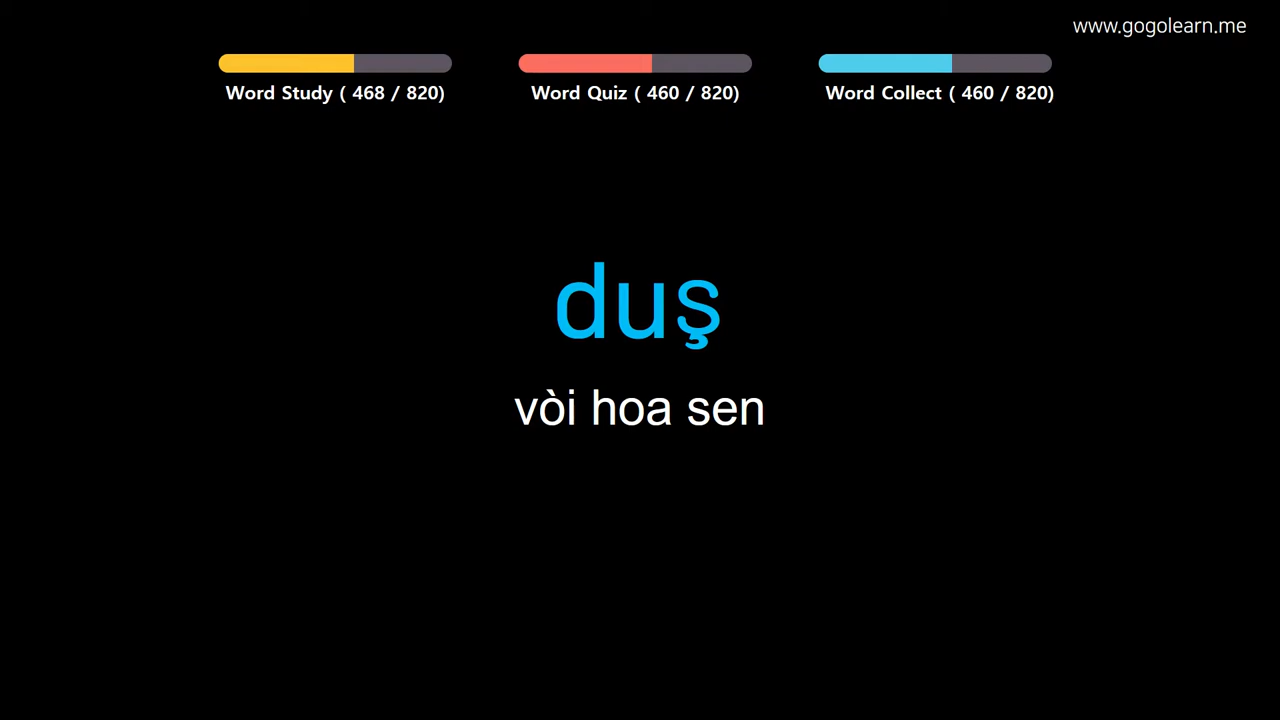 www.gogolearn.me
Word Study ( 468 / 820)
Word Quiz ( 460 / 820)
Word Collect ( 460 / 820)
duş
vòi hoa sen